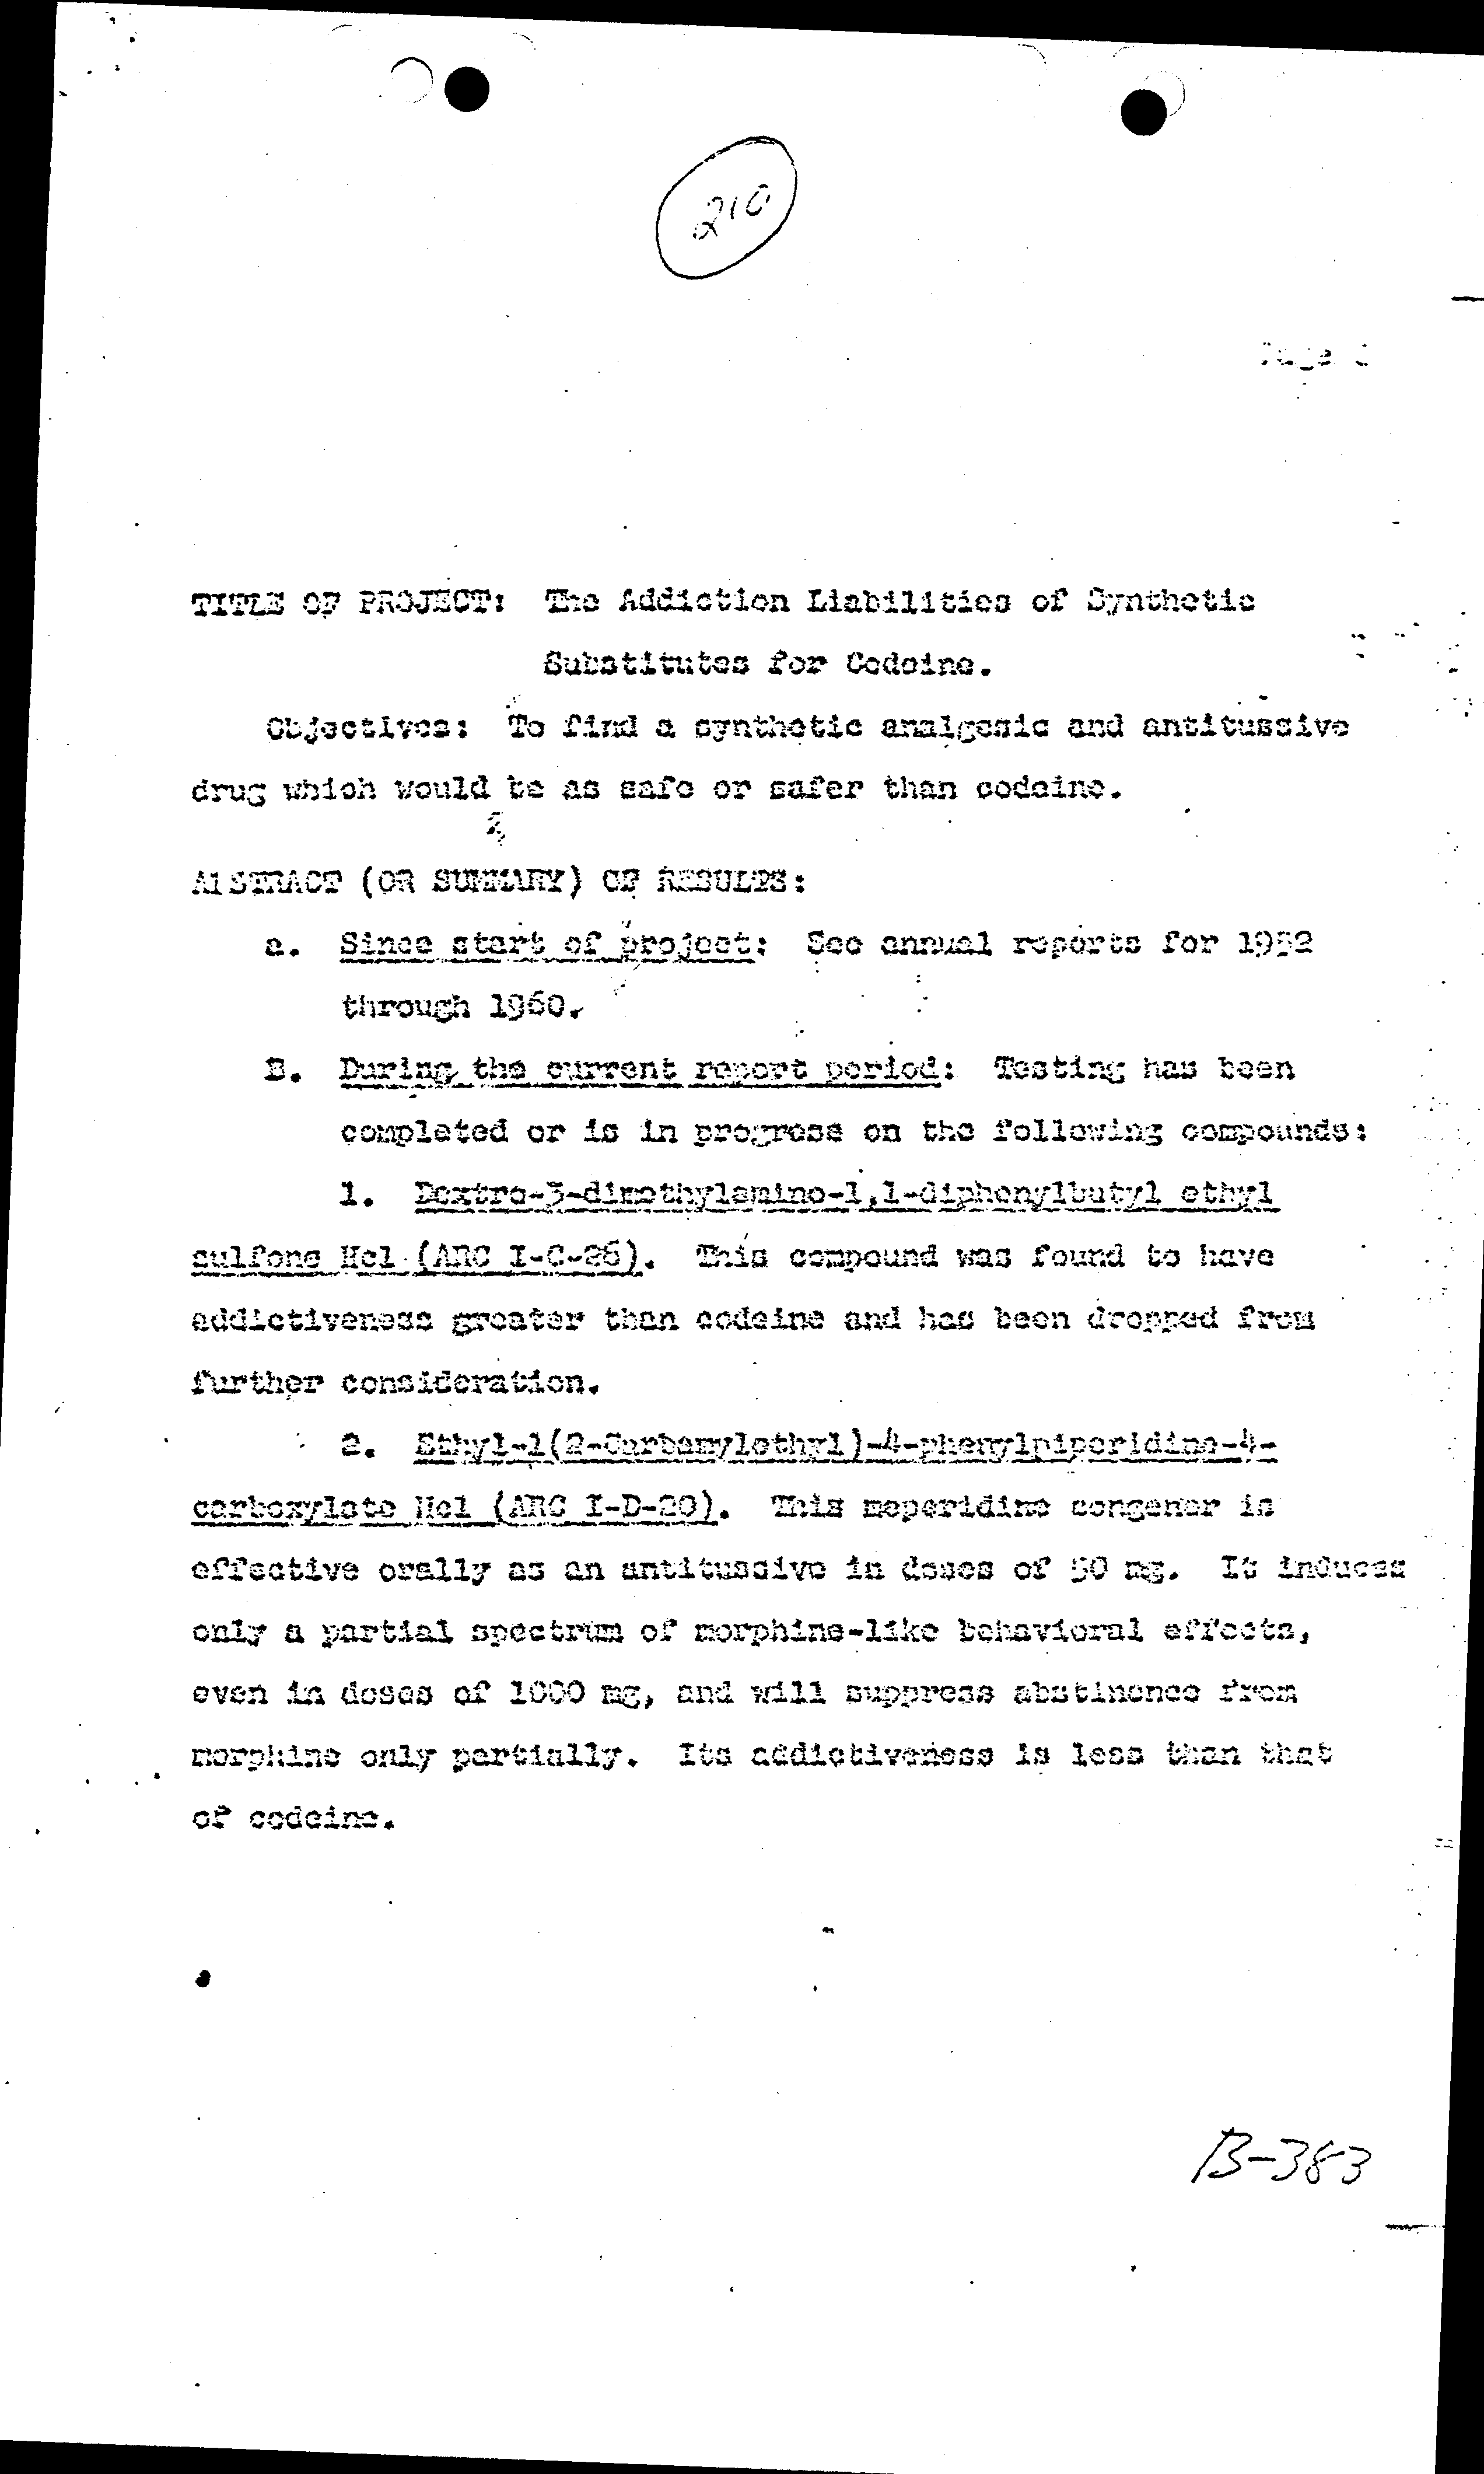 210
Page
TITLE OF PROJECT: The Addiction Liabilities of Synthetic
Substitutes for Codeine.
Objectives: To find a synthetic analgesic and antitussive
drug which would be as safe or safer than codeine.
ABSTRACT (OR SUMMARY) OF RESULTS:
a. Since start of project: See annual reports for 1952
through 1960.
B. During the current report period: Testing has been
completed or is in progress on the following compounds:
1. Dextro-3-dimethylamino-1,1-diphenylbutyl ethyl
sulfone Hcl (ARC I-C-26). This compound was found to have
addictiveness greater than codeine and has been dropped from
further consideration.
2. Ethyl-1(2-Carbamylethyl)-4-phenylpiperidine-4-
carboxylate Hcl (ARC I-D-20). This meperidine congener is
effective orally as an antitussive in doses of 50 mg. It induces
only a partial spectrum of morphine-like behavioral effects,
even in doses of 1000 mg, and will suppress abstinence from
morphine only partially. Its addictiveness is less than that
of codeine.
B-383